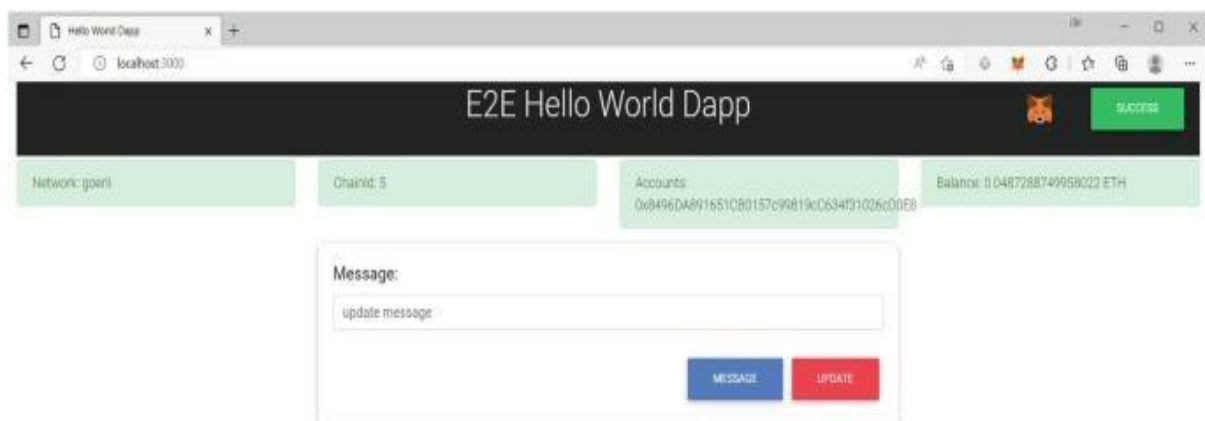 Hello World Dapp
localhost:3000
E2E Hello World Dapp
SUCCESS
Network: goerli
ChainId: 5
Accounts:
Balance: 0.0487288749958022 ETH
Message:
update message
MESSAGE
UPDATE